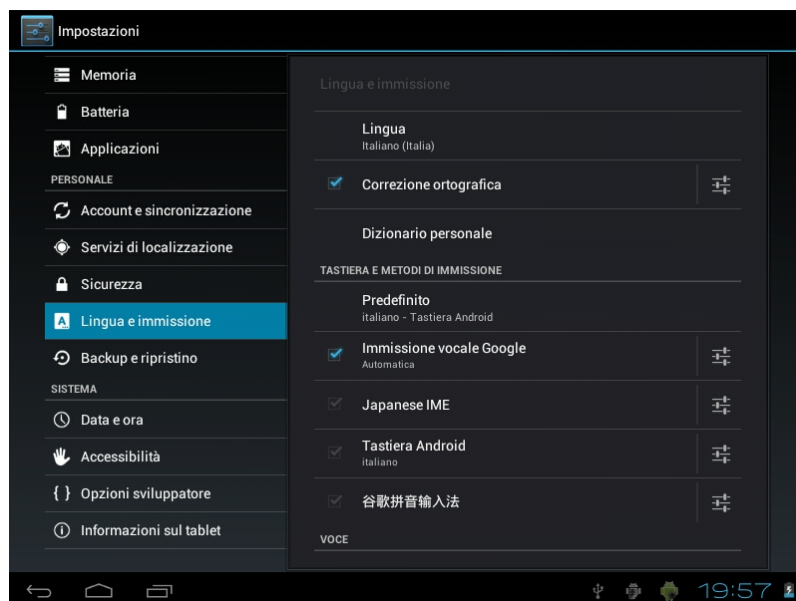 Impostazioni
Memoria
Batteria
Applicazioni
PERSONALE
Account e sincronizzazione
Servizi di localizzazione
Sicurezza
Lingua e immissione
Backup e ripristino
SISTEMA
Data e ora
Accessibilità
{ } Opzioni sviluppatore
Informazioni sul tablet
Lingua e immissione
Lingua
Italiano (Italia)
Correzione ortografica
Dizionario personale
TASTIERA E METODI DI IMMISSIONE
Predefinito
italiano - Tastiera Android
Immissione vocale Google
Automatica
Japanese IME
Tastiera Android
italiano
谷歌拼音输入法
VOCE
19:57